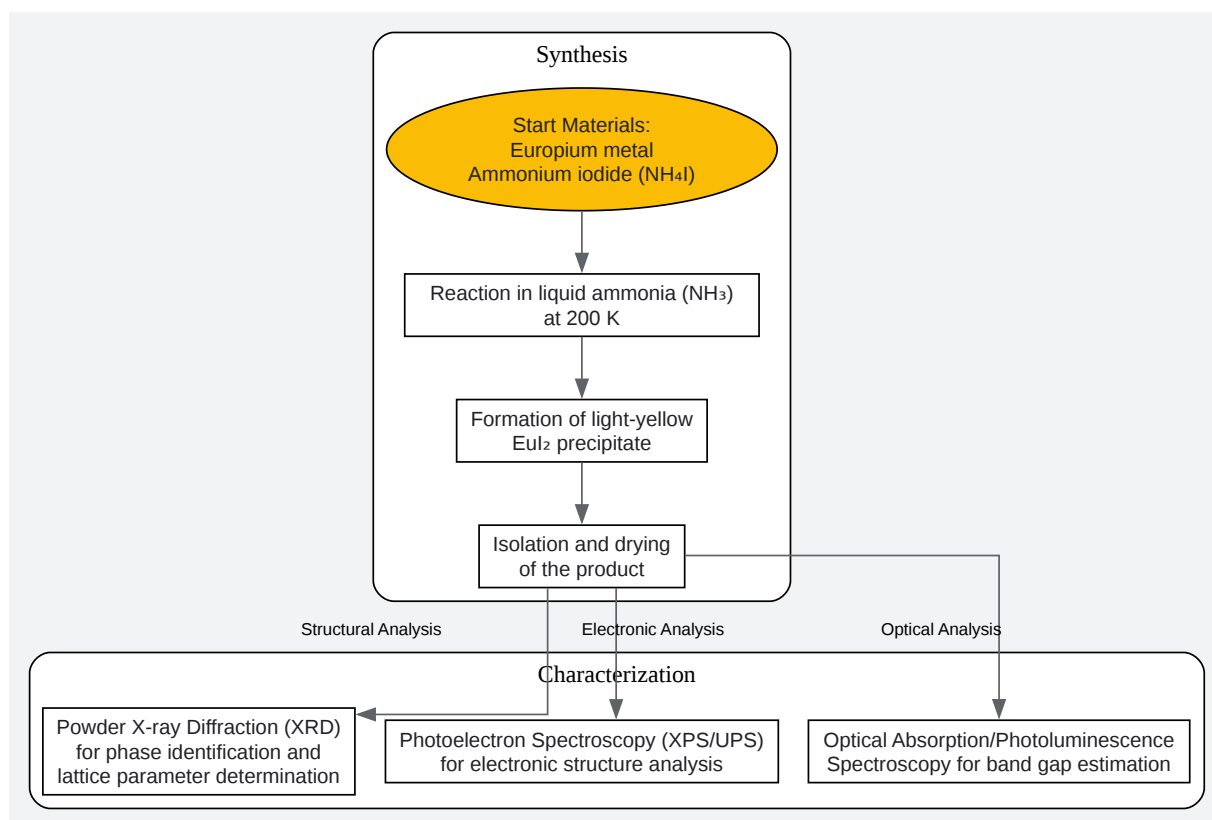 Synthesis
Start Materials:
Europium metal
Ammonium iodide (NH₄I)
Reaction in liquid ammonia (NH₃)
at 200 K
Formation of light-yellow
EuI₂ precipitate
Isolation and drying
of the product
Structural Analysis
Electronic Analysis
Optical Analysis
Characterization
Powder X-ray Diffraction (XRD)
for phase identification and
lattice parameter determination
Photoelectron Spectroscopy (XPS/UPS)
for electronic structure analysis
Optical Absorption/Photoluminescence
Spectroscopy for band gap estimation